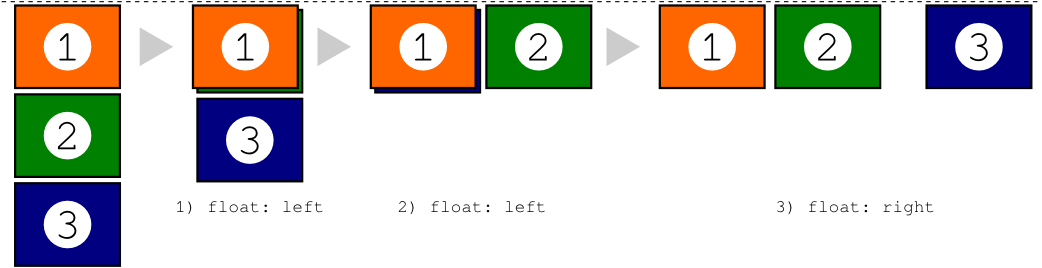 1
2
3
1
3
1) float: left
1 2
2) float: left
1 2 3
3) float: right